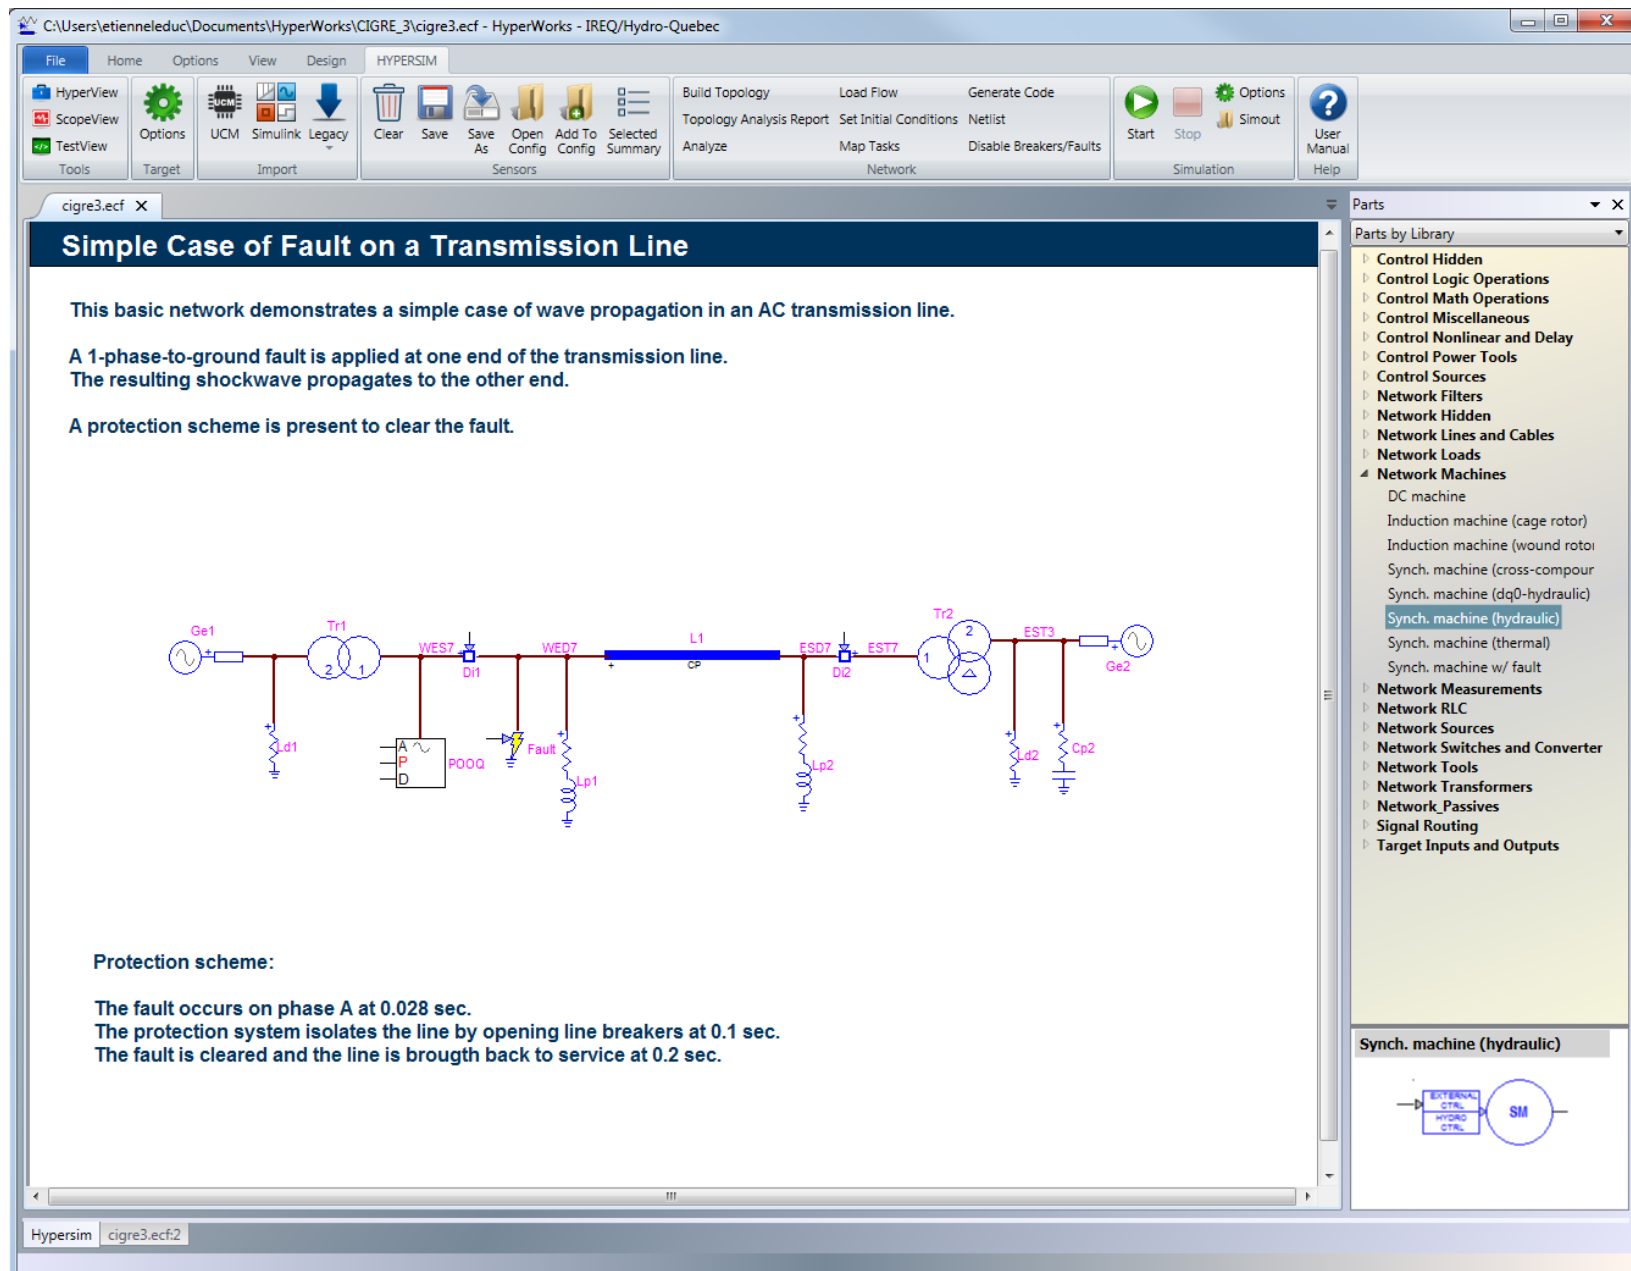 C:\Users\etienneleduc\Documents\HyperWorks\CIGRE_3\cigre3.ecf - HyperWorks - IREQ/Hydro-Quebec
File Home Options View Design HYPERSIM
HyperView
ScopeView
TestView
Tools
Options
Target
UCM Simulink Legacy
Import
Clear Save Save As Open Config Add To Config Selected Summary
Sensors
Build Topology Load Flow Generate Code
Topology Analysis Report Set Initial Conditions Netlist
Analyze Map Tasks Disable Breakers/Faults
Network
Start Stop Options
Simout
Simulation
User Manual
Help
cigre3.ecf
Simple Case of Fault on a Transmission Line
This basic network demonstrates a simple case of wave propagation in an AC transmission line.
A 1-phase-to-ground fault is applied at one end of the transmission line.
The resulting shockwave propagates to the other end.
A protection scheme is present to clear the fault.
Ge1 Tr1 WES7 WED7 L1 ESD7 EST7 Tr2 EST3
+ 2 1 + Di1 + CP Di2 + 1 2 + Ge2
+ Ld1 A P D POOQ Fault + Lp1 + Lp2 + Ld2 + Cp2
Protection scheme:
The fault occurs on phase A at 0.028 sec.
The protection system isolates the line by opening line breakers at 0.1 sec.
The fault is cleared and the line is brougth back to service at 0.2 sec.
Parts
Parts by Library
Control Hidden
Control Logic Operations
Control Math Operations
Control Miscellaneous
Control Nonlinear and Delay
Control Power Tools
Control Sources
Network Filters
Network Hidden
Network Lines and Cables
Network Loads
Network Machines
DC machine
Induction machine (cage rotor)
Induction machine (wound roto
Synch. machine (cross-compour
Synch. machine (dq0-hydraulic)
Synch. machine (hydraulic)
Synch. machine (thermal)
Synch. machine w/ fault
Network Measurements
Network RLC
Network Sources
Network Switches and Converter
Network Tools
Network Transformers
Network_Passives
Signal Routing
Target Inputs and Outputs
Synch. machine (hydraulic)
EXTERNAL
CTRL
HYDRO
CTRL
SM
Hypersim cigre3.ecf:2